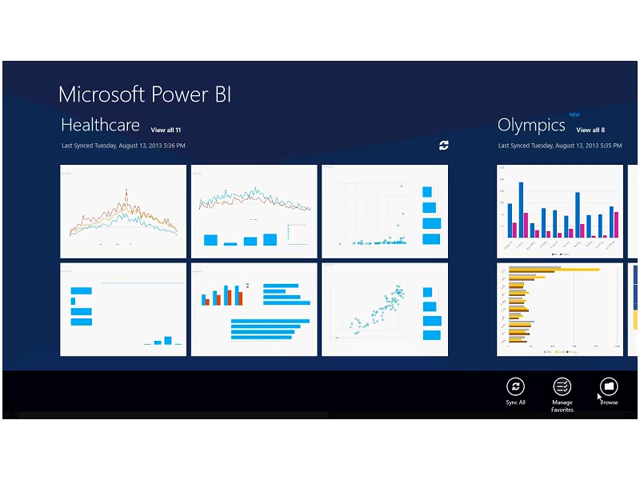 Microsoft Power BI
Healthcare View all 11
Last Synced Tuesday, August 13, 2013 5:36 PM
Olympics NEW View all 8
Last Synced Tuesday, August 13, 2013 5:35 PM
Sync All
Manage Favorites
Browse